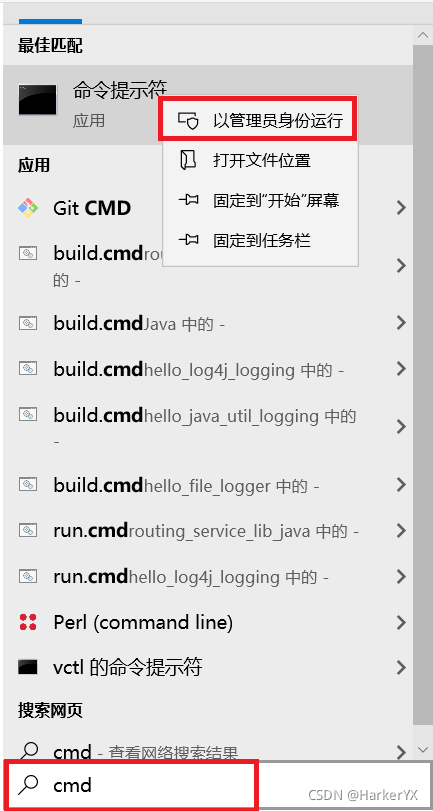 最佳匹配
命令提示符
应用
以管理员身份运行
打开文件位置
固定到“开始”屏幕
固定到任务栏
应用
Git CMD
build.cmdrou
的 -
build.cmdJava 中的 -
build.cmdhello_log4j_logging 中的 -
build.cmdhello_java_util_logging 中的
-
build.cmdhello_file_logger 中的 -
run.cmdrouting_service_lib_java 中的 -
run.cmdhello_log4j_logging 中的 -
Perl (command line)
vctl 的命令提示符
搜索网页
cmd - 查看网络搜索结果
cmd
CSDN @HarkerYX